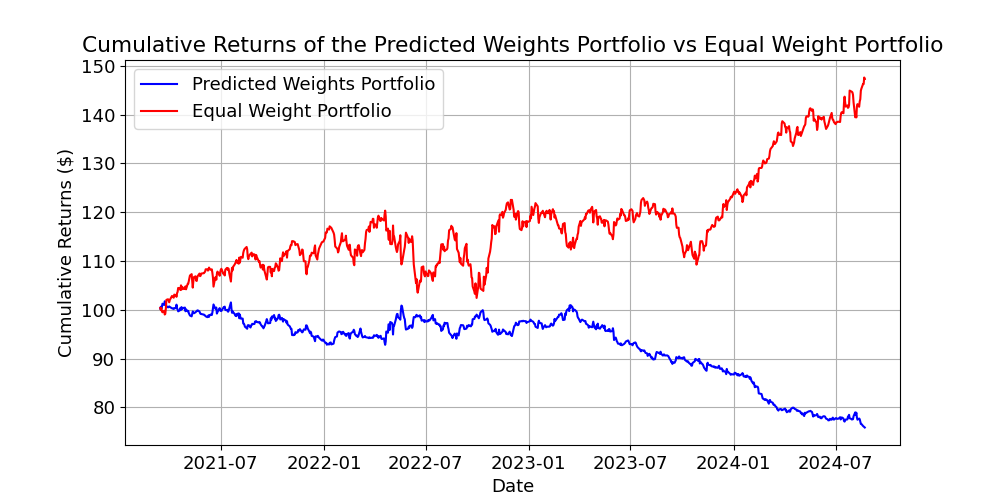 Cumulative Returns of the Predicted Weights Portfolio vs Equal Weight Portfolio
Predicted Weights Portfolio
Equal Weight Portfolio
Cumulative Returns ($)
150
140
130
120
110
100
90
80
2021-07 2022-01 2022-07 2023-01 2023-07 2024-01 2024-07
Date